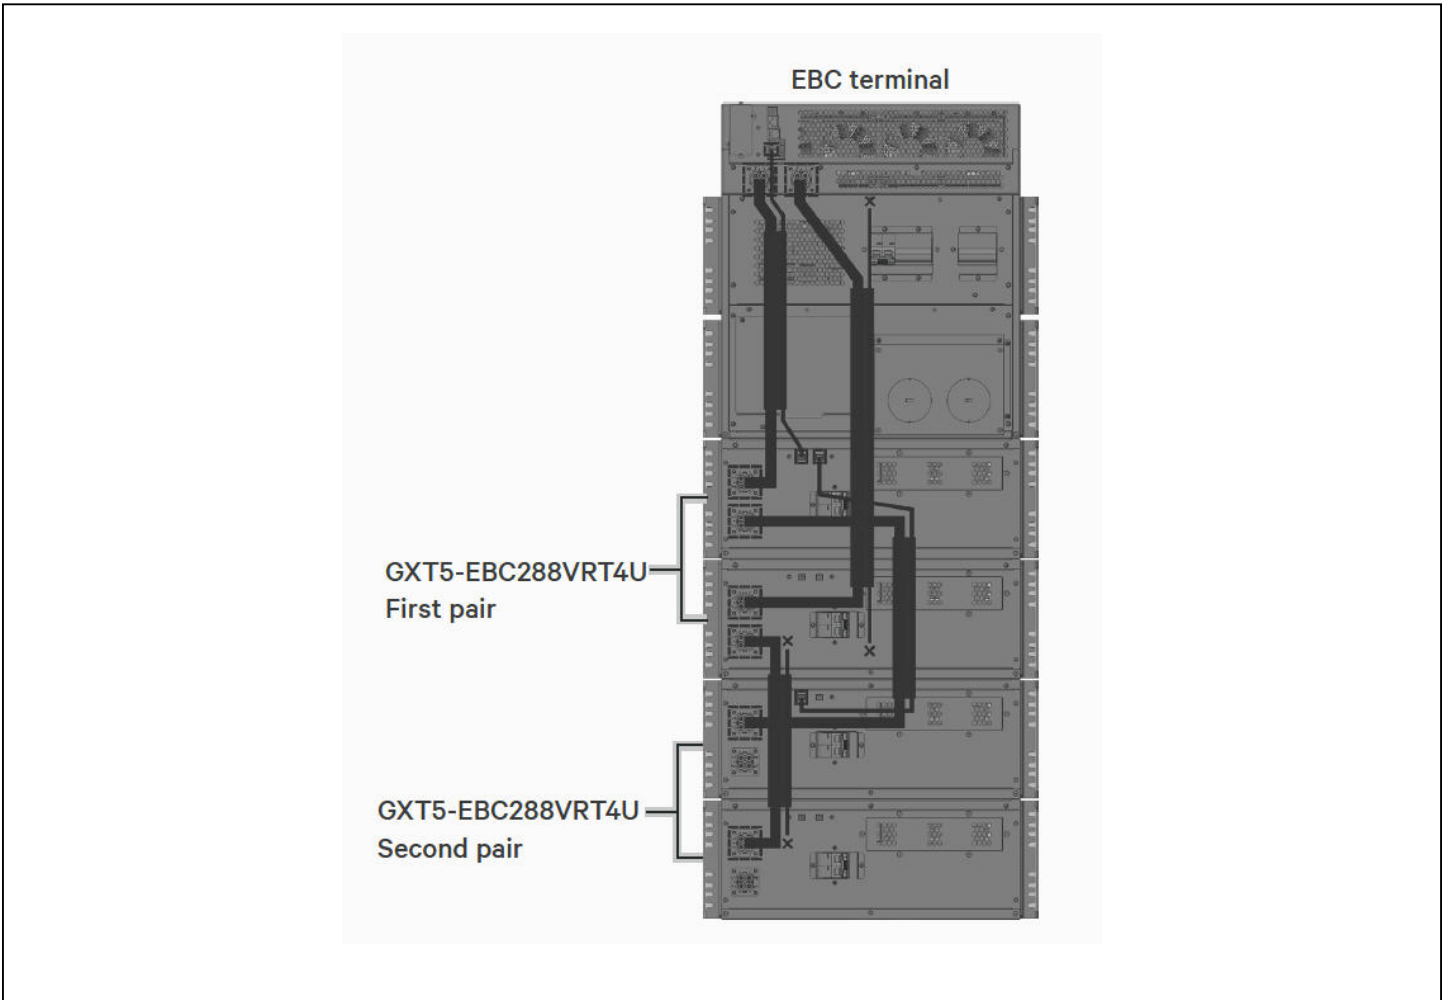 EBC terminal
GXT5-EBC288VRT4U
First pair
GXT5-EBC288VRT4U
Second pair